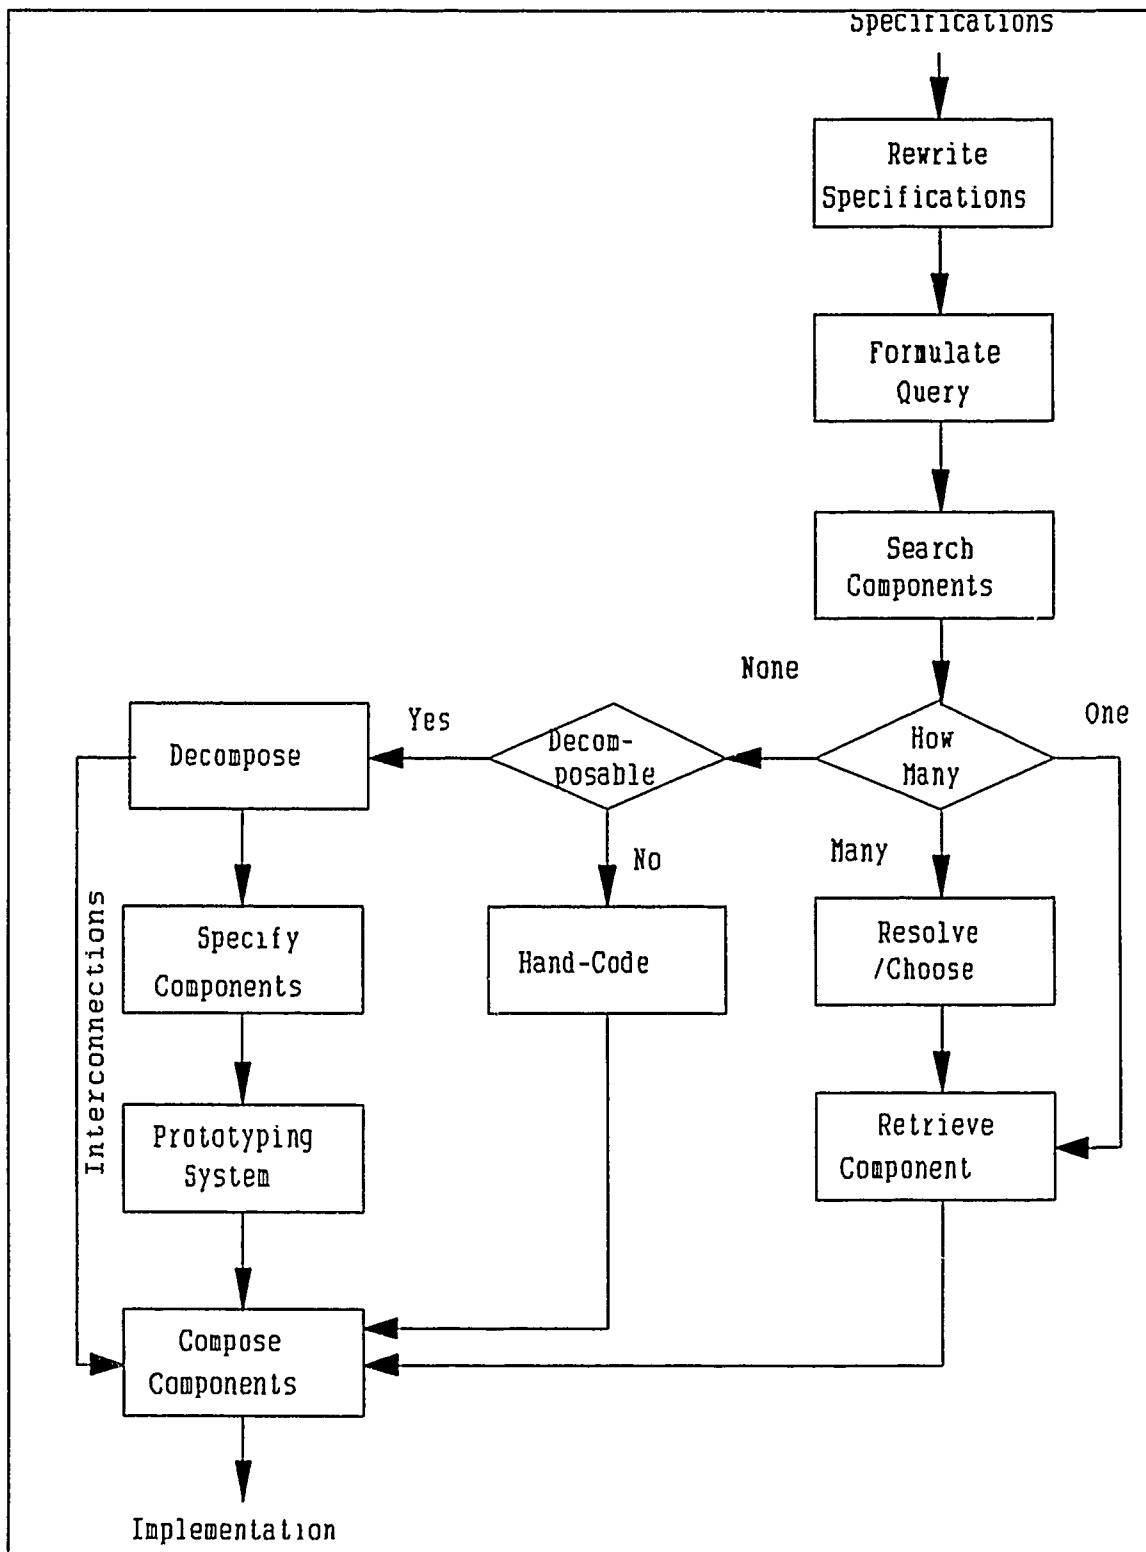 Specifications
Rewrite
Specifications
Formulate
Query
Search
Components
None
One
Yes
Decompose
Decom-
posable
How
Many
No
Many
Interconnections
Specify
Components
Hand-Code
Resolve
/Choose
Prototyping
System
Retrieve
Component
Compose
Components
Implementation